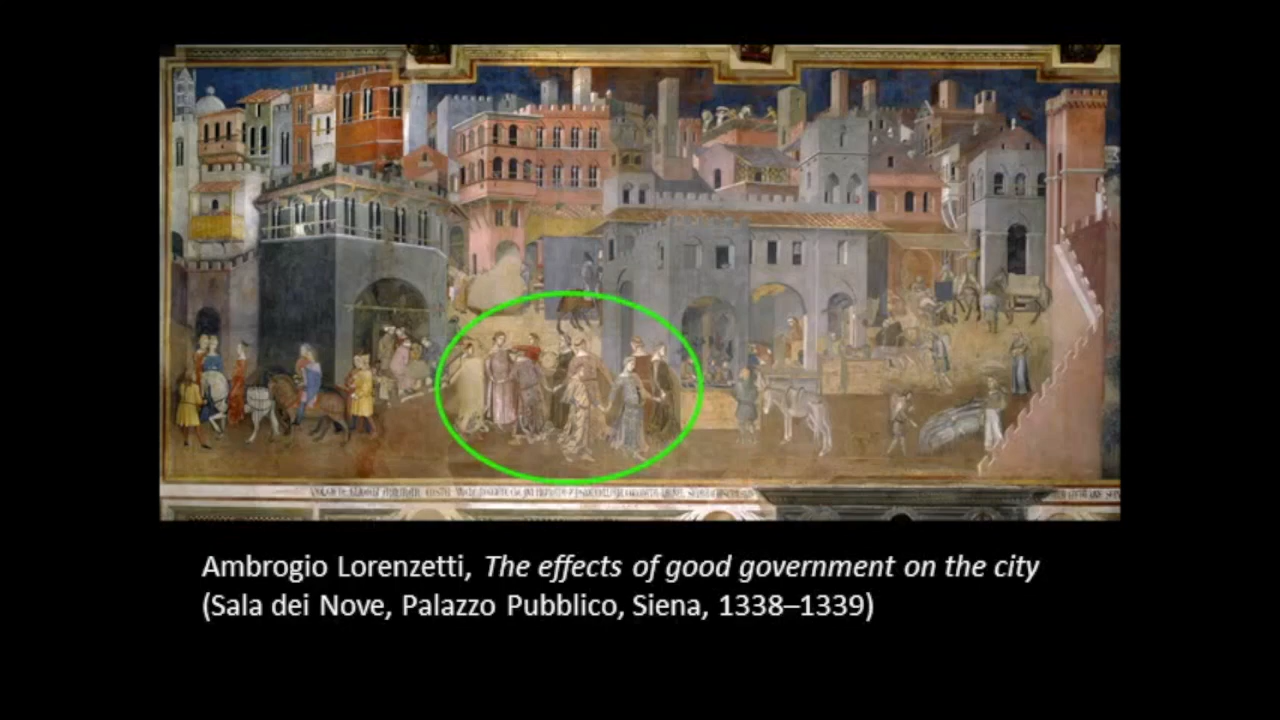 Ambrogio Lorenzetti, The effects of good government on the city
(Sala dei Nove, Palazzo Pubblico, Siena, 1338–1339)